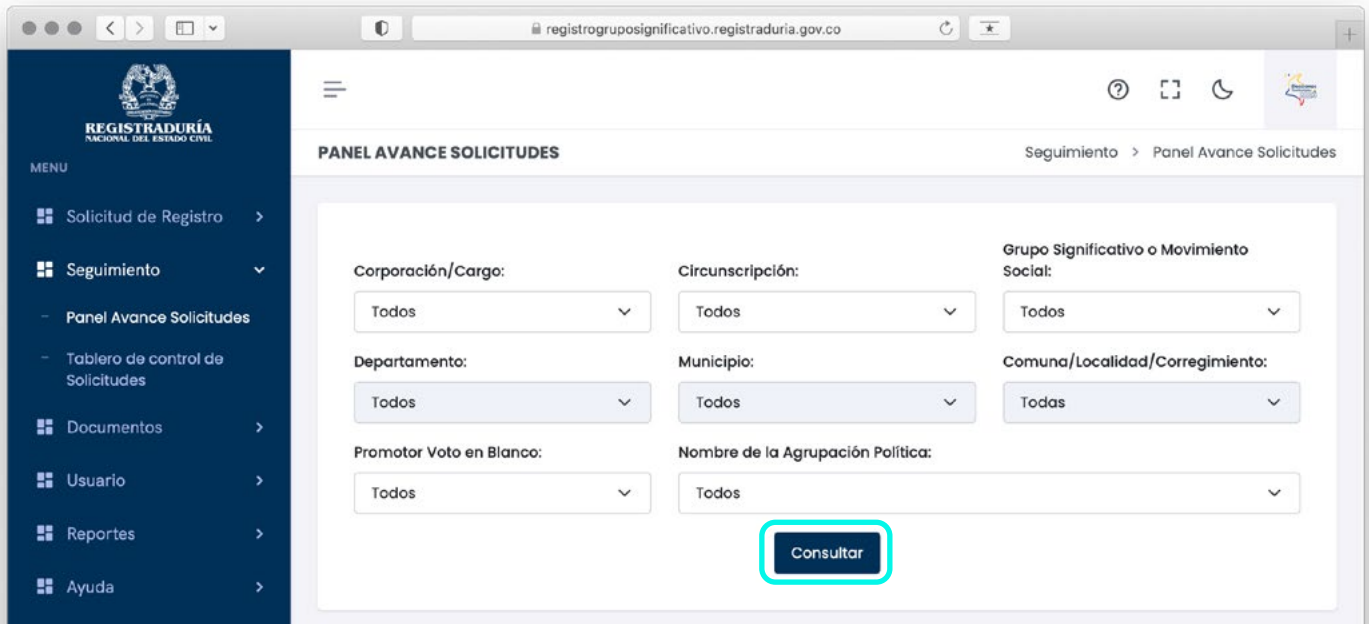 registrogruposignificativo.registraduria.gov.co
REGISTRADURÍA
NACIONAL DEL ESTADO CIVIL
MENU
Solicitud de Registro
Seguimiento
Panel Avance Solicitudes
Tablero de control de
Solicitudes
Documentos
Usuario
Reportes
Ayuda
PANEL AVANCE SOLICITUDES
Seguimiento > Panel Avance Solicitudes
Corporación/Cargo:
Todos
Circunscripción:
Todos
Grupo Significativo o Movimiento
Social:
Todos
Departamento:
Todos
Municipio:
Todos
Comuna/Localidad/Corregimiento:
Todas
Promotor Voto en Blanco:
Todos
Nombre de la Agrupación Política:
Todos
Consultar